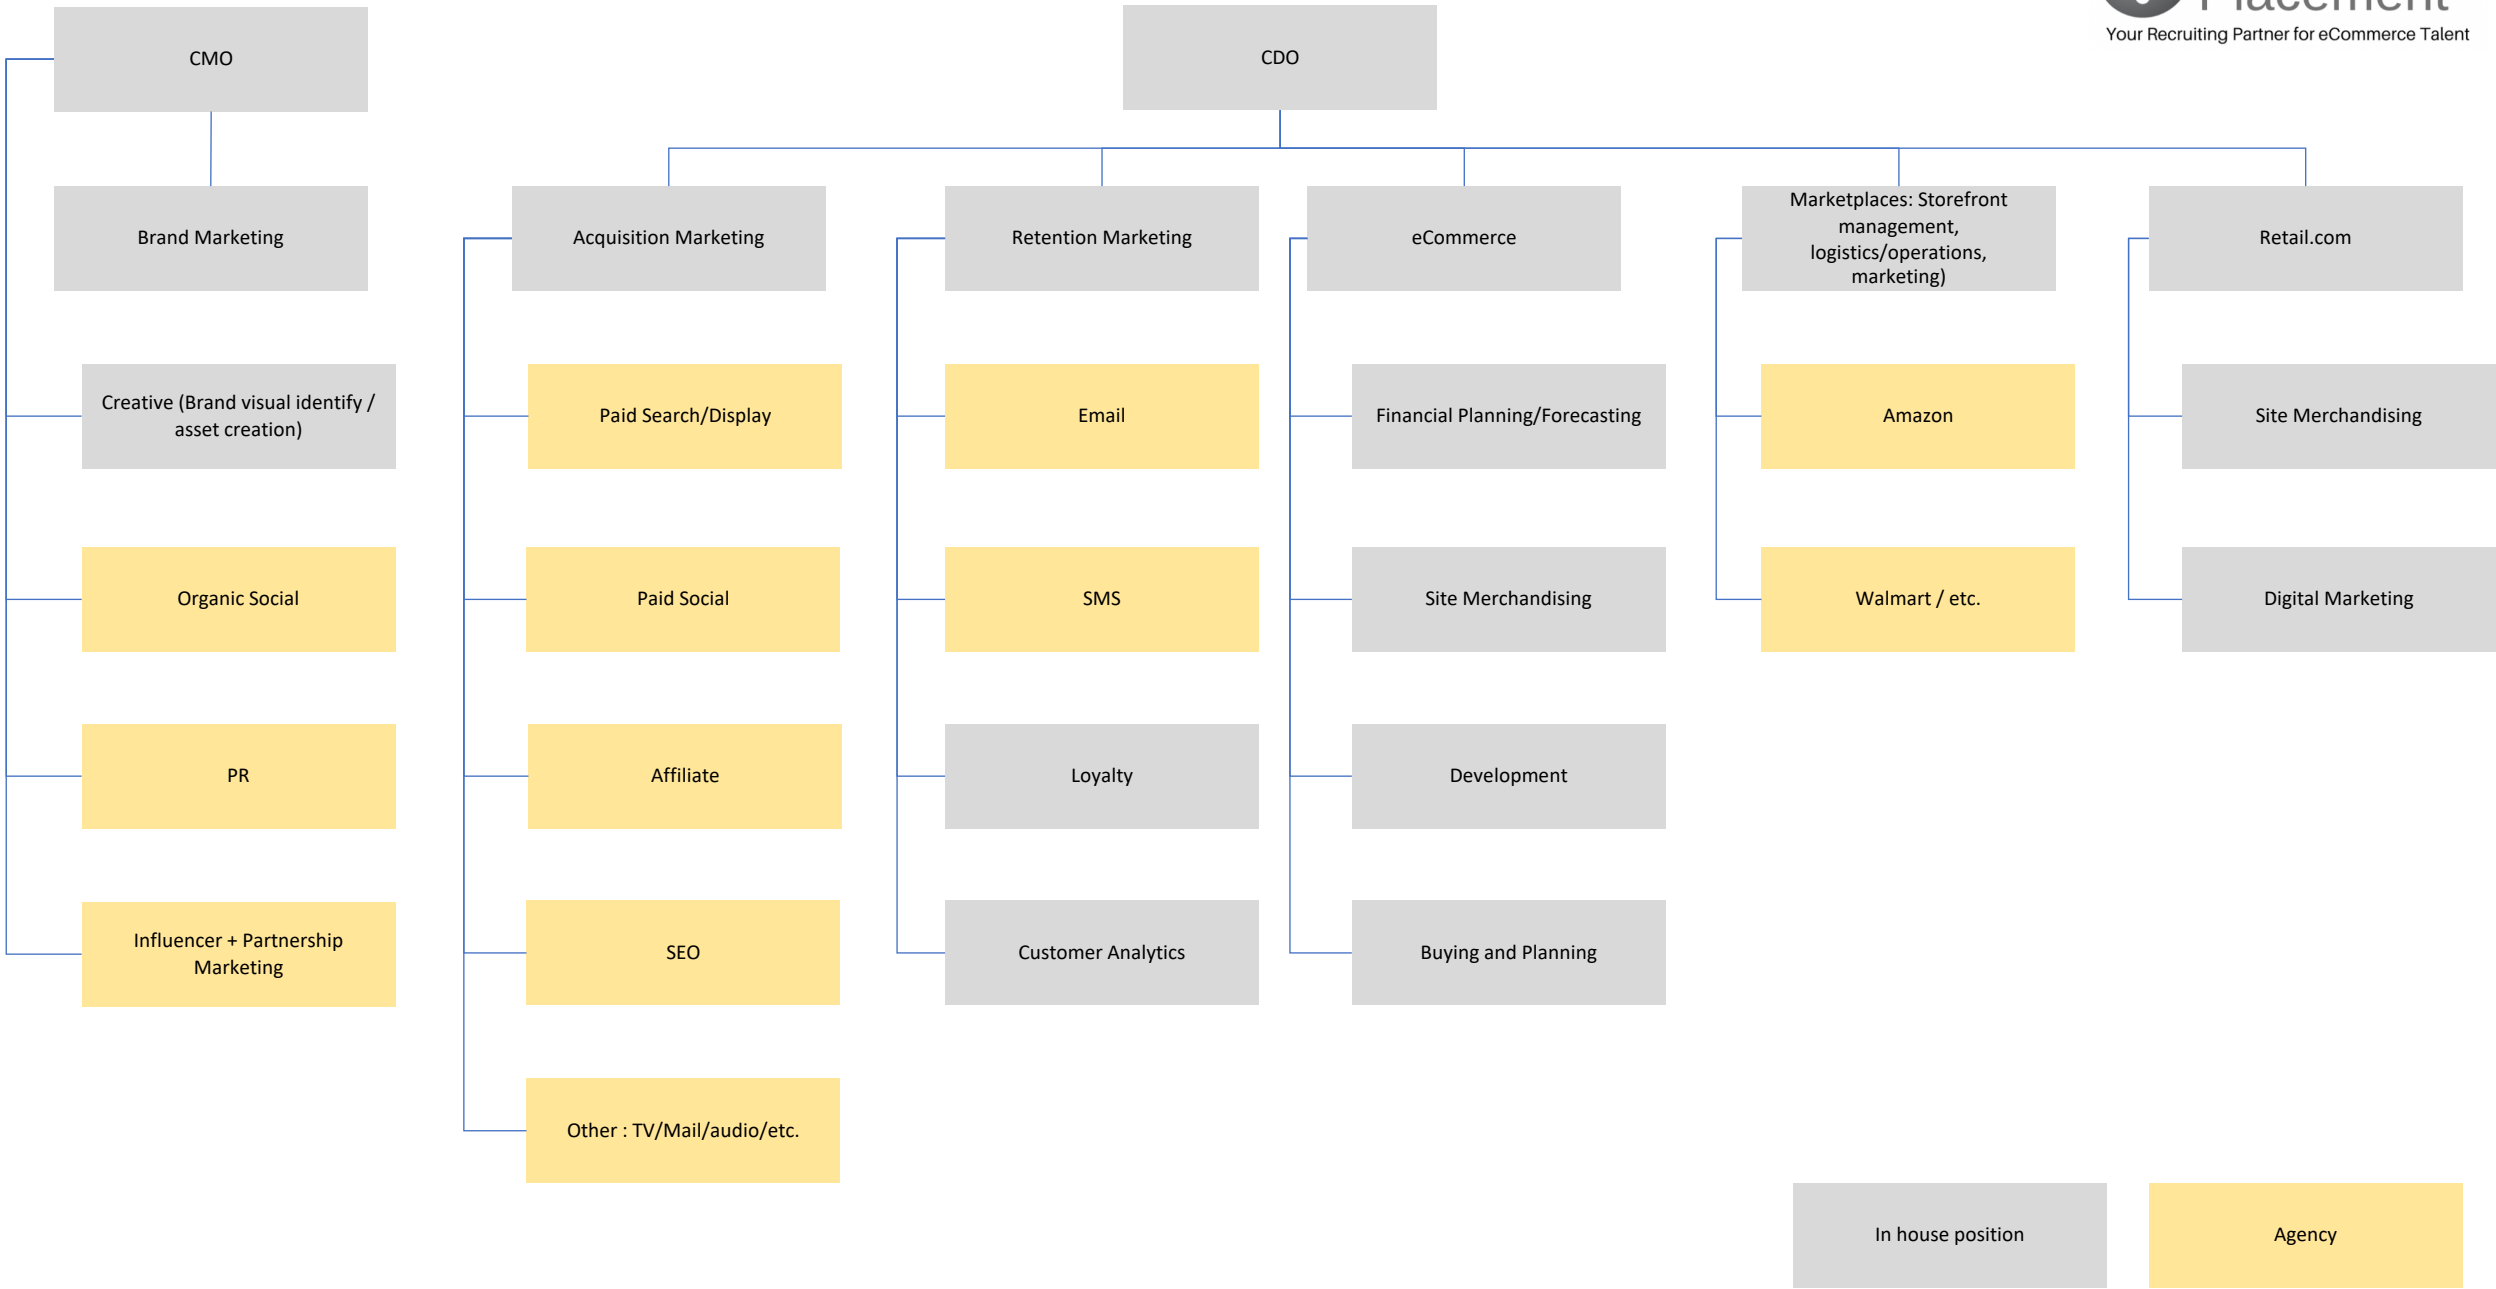 Placement
Your Recruiting Partner for eCommerce Talent
CMO
CDO
Brand Marketing
Acquisition Marketing
Retention Marketing
eCommerce
Marketplaces: Storefront
management,
logistics/operations,
marketing)
Retail.com
Creative (Brand visual identify /
asset creation)
Paid Search/Display
Email
Financial Planning/Forecasting
Amazon
Site Merchandising
Organic Social
Paid Social
SMS
Site Merchandising
Walmart / etc.
Digital Marketing
PR
Affiliate
Loyalty
Development
Influencer + Partnership
Marketing
SEO
Customer Analytics
Buying and Planning
Other : TV/Mail/audio/etc.
In house position
Agency